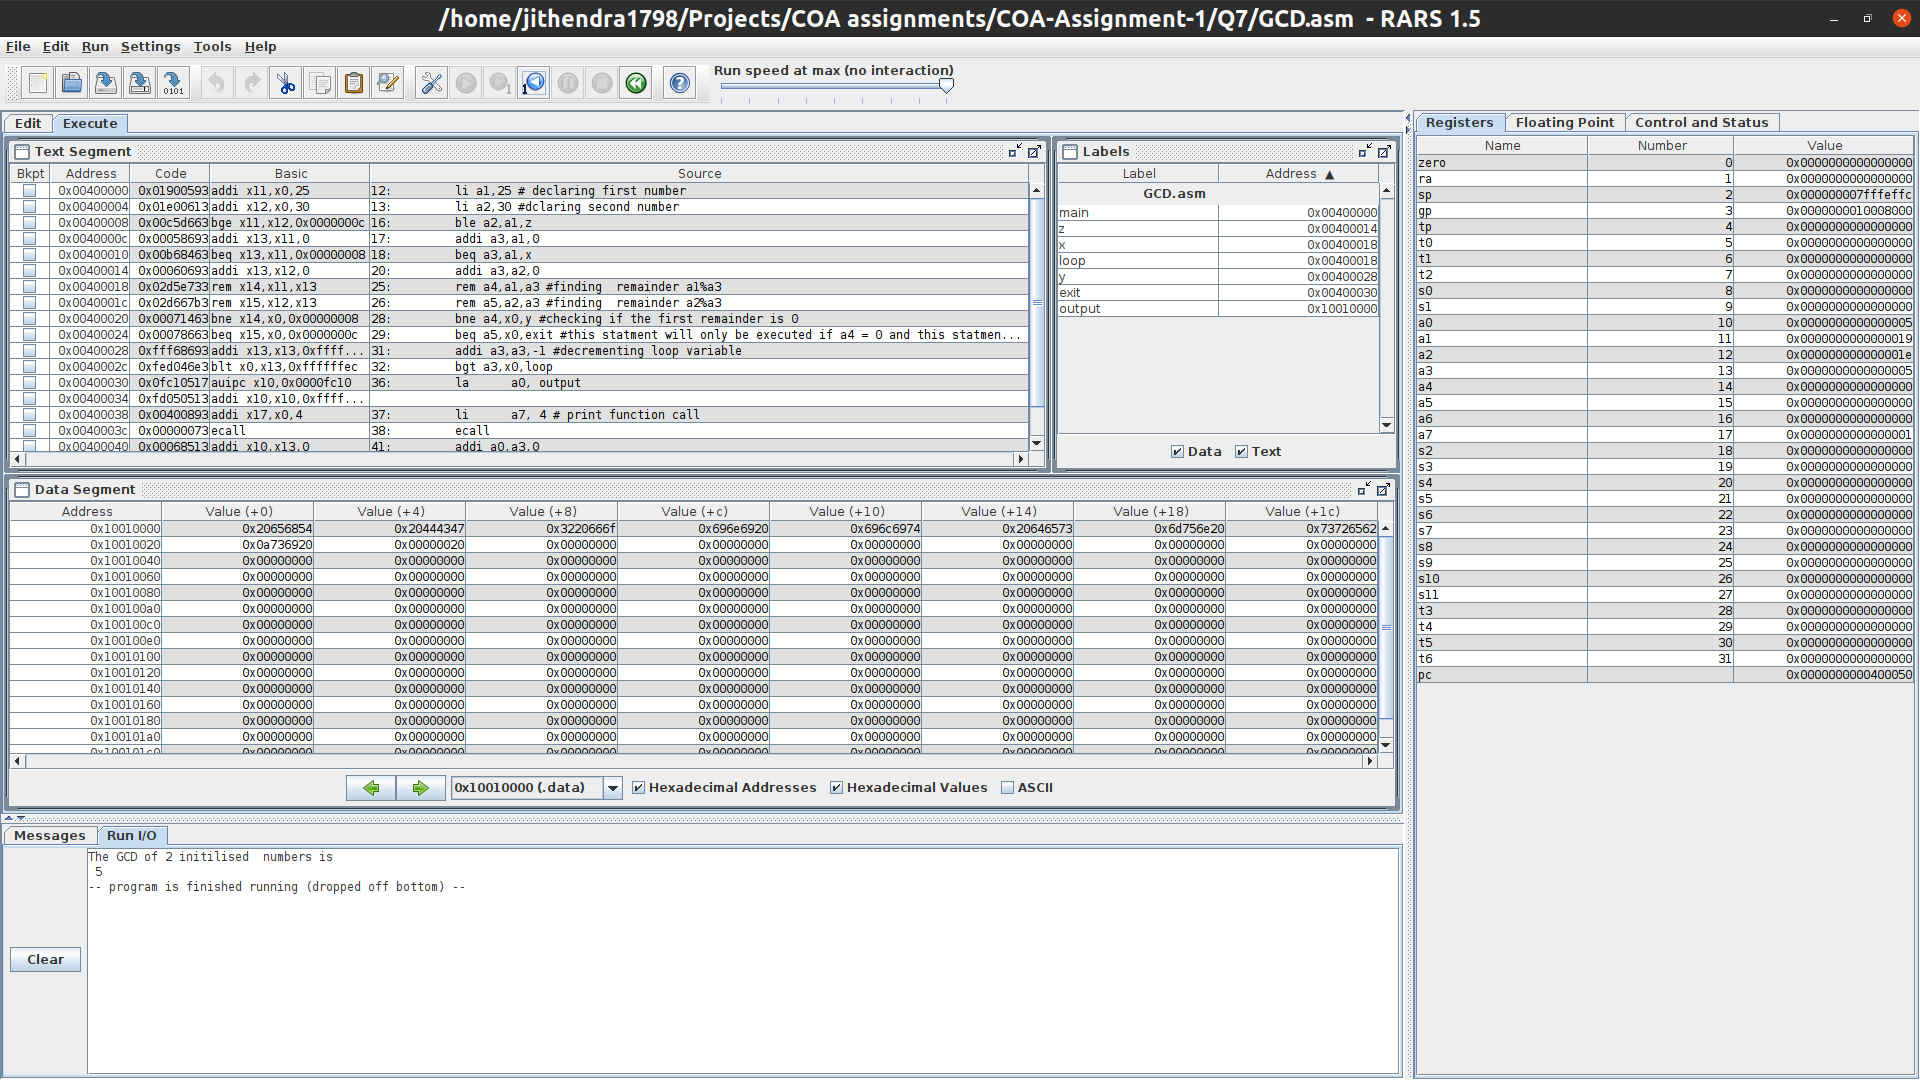 /home/jithendra1798/Projects/COA assignments/COA-Assignment-1/Q7/GCD.asm - RARS 1.5
File Edit Run Settings Tools Help
Run speed at max (no interaction)
Edit Execute
Text Segment
Bkpt Address Code Basic Source
0x00400000 0x01900593 addi x11,x0,25 12: li a1,25 # declaring first number
0x00400004 0x01e00613 addi x12,x0,30 13: li a2,30 #dclaring second number
0x00400008 0x00c5d663 bge x11,x12,0x0000000c 16: ble a2,a1,z
0x0040000c 0x00058693 addi x13,x11,0 17: addi a3,a1,0
0x00400010 0x00b68463 beq x13,x11,0x00000008 18: beq a3,a1,x
0x00400014 0x00060693 addi x13,x12,0 20: addi a3,a2,0
0x00400018 0x02d5e733 rem x14,x11,x13 25: rem a4,a1,a3 #finding  remainder a1%a3
0x0040001c 0x02d667b3 rem x15,x12,x13 26: rem a5,a2,a3 #finding  remainder a2%a3
0x00400020 0x00071463 bne x14,x0,0x00000008 28: bne a4,x0,y #checking if the first remainder is 0
0x00400024 0x00078663 beq x15,x0,0x0000000c 29: beq a5,x0,exit #this statment will only be executed if a4 = 0 and this statmen...
0x00400028 0xfff68693 addi x13,x13,0xffff... 31: addi a3,a3,-1 #decrementing loop variable
0x0040002c 0xfed046e3 blt x0,x13,0xffffffec 32: bgt a3,x0,loop
0x00400030 0x0fc10517 auipc x10,0x0000fc10 36: la a0, output
0x00400034 0xfd050513 addi x10,x10,0xffff...
0x00400038 0x00400893 addi x17,x0,4 37: li a7, 4 # print function call
0x0040003c 0x00000073 ecall 38: ecall
0x00400040 0x00068513 addi x10,x13,0 41: addi a0,a3,0
Labels
Label Address ▲
GCD.asm
main 0x00400000
z 0x00400014
x 0x00400018
loop 0x00400018
y 0x00400028
exit 0x00400030
output 0x10010000
Data Text
Data Segment
Address Value (+0) Value (+4) Value (+8) Value (+c) Value (+10) Value (+14) Value (+18) Value (+1c)
0x10010000 0x20656854 0x20444347 0x3220666f 0x696e6920 0x696c6974 0x20646573 0x6d756e20 0x73726562
0x10010020 0x0a736920 0x00000020 0x00000000 0x00000000 0x00000000 0x00000000 0x00000000 0x00000000
0x10010040 0x00000000 0x00000000 0x00000000 0x00000000 0x00000000 0x00000000 0x00000000 0x00000000
0x10010060 0x00000000 0x00000000 0x00000000 0x00000000 0x00000000 0x00000000 0x00000000 0x00000000
0x10010080 0x00000000 0x00000000 0x00000000 0x00000000 0x00000000 0x00000000 0x00000000 0x00000000
0x100100a0 0x00000000 0x00000000 0x00000000 0x00000000 0x00000000 0x00000000 0x00000000 0x00000000
0x100100c0 0x00000000 0x00000000 0x00000000 0x00000000 0x00000000 0x00000000 0x00000000 0x00000000
0x100100e0 0x00000000 0x00000000 0x00000000 0x00000000 0x00000000 0x00000000 0x00000000 0x00000000
0x10010100 0x00000000 0x00000000 0x00000000 0x00000000 0x00000000 0x00000000 0x00000000 0x00000000
0x10010120 0x00000000 0x00000000 0x00000000 0x00000000 0x00000000 0x00000000 0x00000000 0x00000000
0x10010140 0x00000000 0x00000000 0x00000000 0x00000000 0x00000000 0x00000000 0x00000000 0x00000000
0x10010160 0x00000000 0x00000000 0x00000000 0x00000000 0x00000000 0x00000000 0x00000000 0x00000000
0x10010180 0x00000000 0x00000000 0x00000000 0x00000000 0x00000000 0x00000000 0x00000000 0x00000000
0x100101a0 0x00000000 0x00000000 0x00000000 0x00000000 0x00000000 0x00000000 0x00000000 0x00000000
0x100101c0 0x00000000 0x00000000 0x00000000 0x00000000 0x00000000 0x00000000 0x00000000 0x00000000
0x10010000 (.data) Hexadecimal Addresses Hexadecimal Values ASCII
Messages Run I/O
The GCD of 2 initilised  numbers is
5
-- program is finished running (dropped off bottom) --
Clear
Registers Floating Point Control and Status
Name Number Value
zero 0 0x0000000000000000
ra 1 0x0000000000000000
sp 2 0x000000007fffeffc
gp 3 0x0000000010008000
tp 4 0x0000000000000000
t0 5 0x0000000000000000
t1 6 0x0000000000000000
t2 7 0x0000000000000000
s0 8 0x0000000000000000
s1 9 0x0000000000000000
a0 10 0x0000000000000005
a1 11 0x0000000000000019
a2 12 0x000000000000001e
a3 13 0x0000000000000005
a4 14 0x0000000000000000
a5 15 0x0000000000000000
a6 16 0x0000000000000000
a7 17 0x0000000000000001
s2 18 0x0000000000000000
s3 19 0x0000000000000000
s4 20 0x0000000000000000
s5 21 0x0000000000000000
s6 22 0x0000000000000000
s7 23 0x0000000000000000
s8 24 0x0000000000000000
s9 25 0x0000000000000000
s10 26 0x0000000000000000
s11 27 0x0000000000000000
t3 28 0x0000000000000000
t4 29 0x0000000000000000
t5 30 0x0000000000000000
t6 31 0x0000000000000000
pc 0x0000000000400050